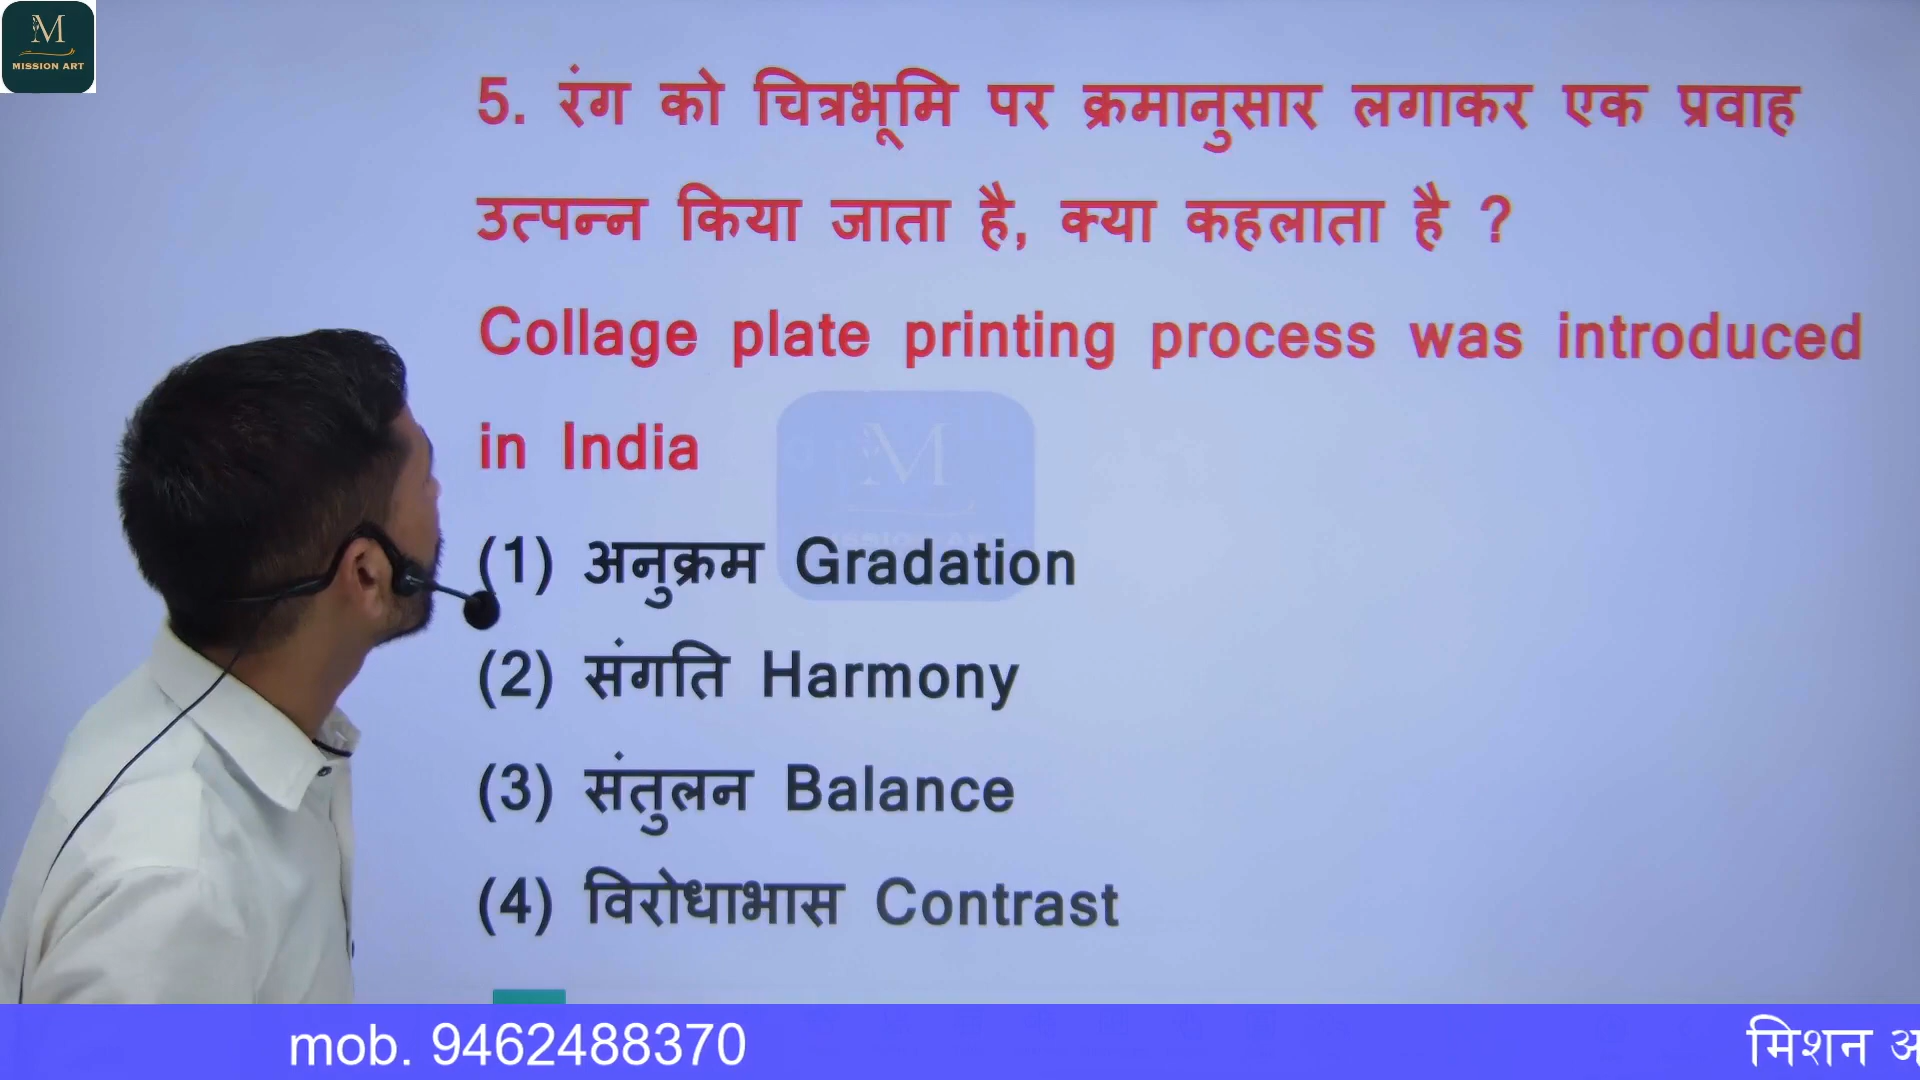 M
MISSION ART
5. रंग को चित्रभूमि पर क्रमानुसार लगाकर एक प्रवाह
उत्पन्न किया जाता है, क्या कहलाता है ?
Collage plate printing process was introduced
in India
M
(1) अनुक्रम Gradation
(2) संगति Harmony
(3) संतुलन Balance
(4) विरोधाभास Contrast
mob. 9462488370
मिशन अ